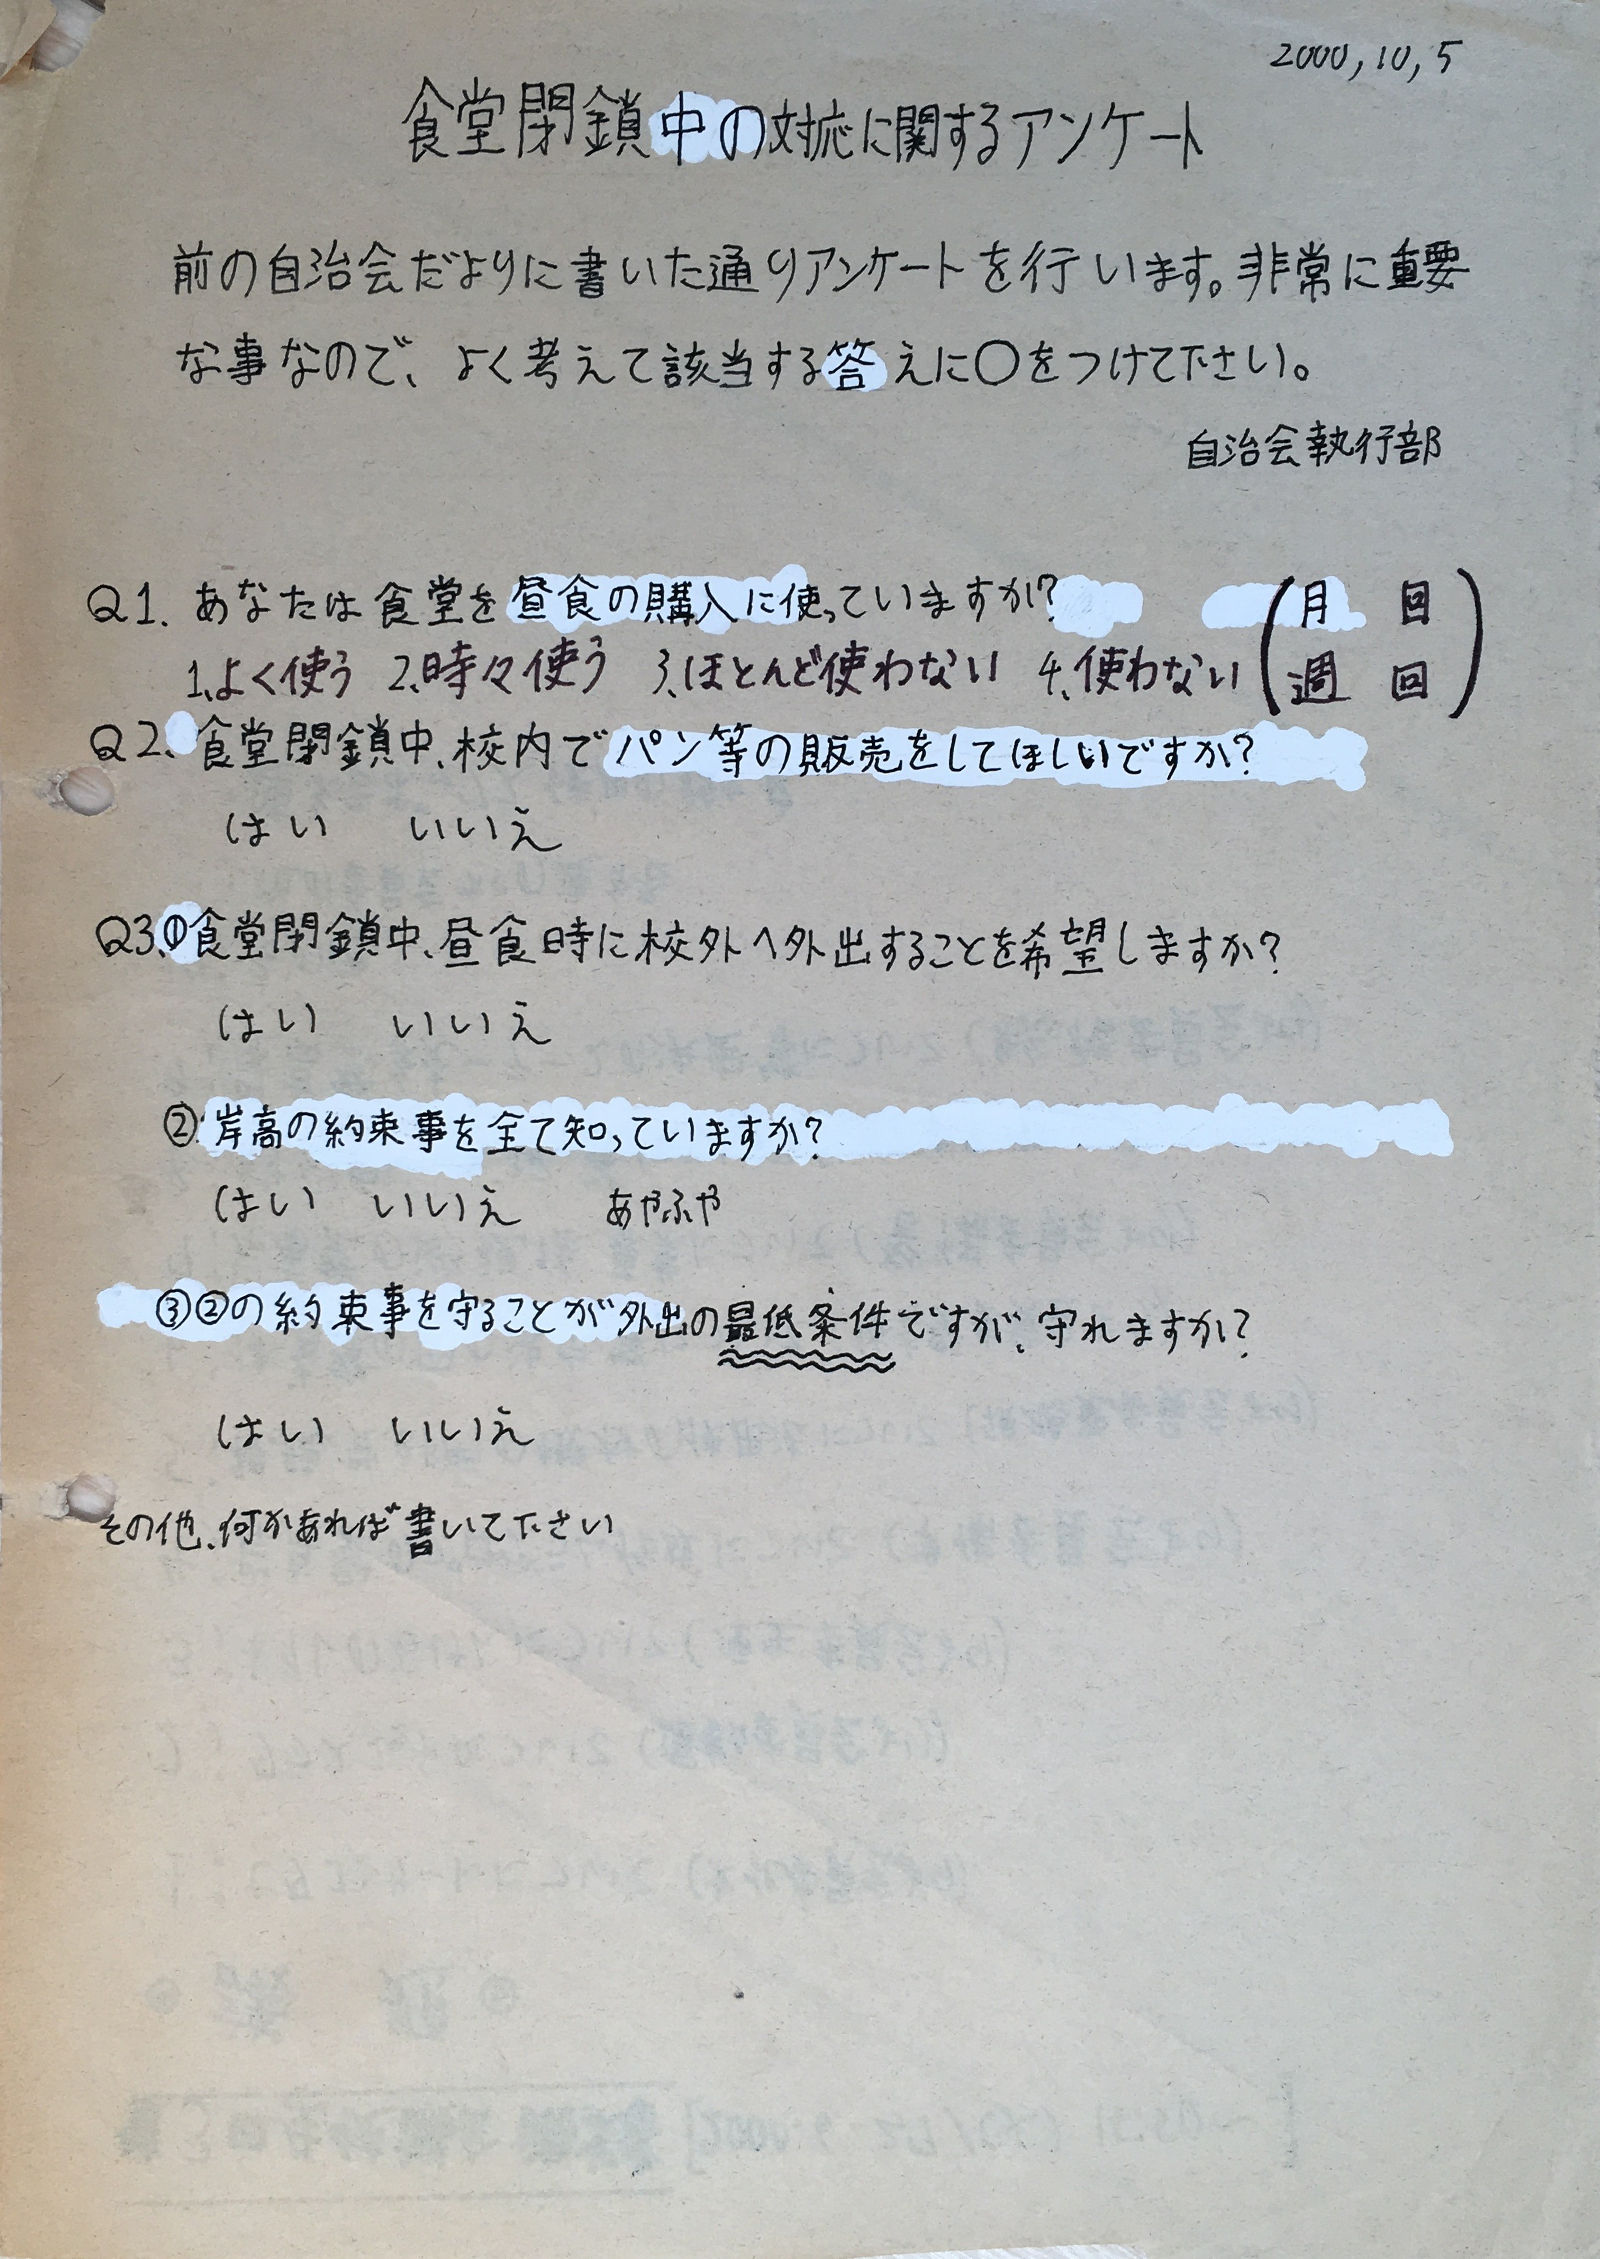 2000,10,5
食堂閉鎖中の対応に関するアンケート
前の自治会だよりに書いた通りアンケートを行います。非常に重要
な事なので、よく考えて該当する答えに○をつけて下さい。
自治会執行部
Q1. あなたは食堂を昼食の購入に使っていますか?
1.よく使う 2.時々使う 3.ほとんど使わない 4.使わない (月 回 週 回)
Q2. 食堂閉鎖中、校内でパン等の販売をしてほしいですか?
はい いいえ
Q3.①食堂閉鎖中、昼食時に校外へ外出することを希望しますか?
はい いいえ
②岸高の約束事を全て知っていますか?
はい いいえ あやふや
③②の約束事を守ることが外出の最低条件ですが、守れますか?
はい いいえ
その他、何かあれば書いて下さい